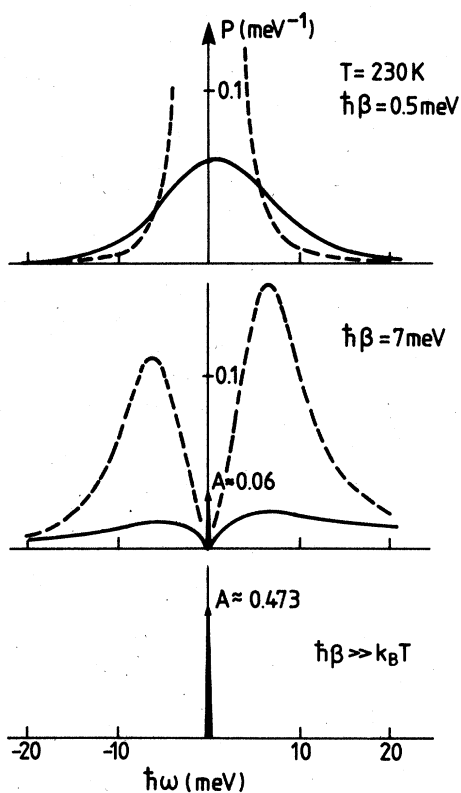 P (meV⁻¹)
T = 230 K
ħβ = 0.5 meV
0.1
ħβ = 7 meV
0.1
A≈0.06
A ≈ 0.473
ħβ >> k_BT
-20 -10 0 10 20
ħω (meV)